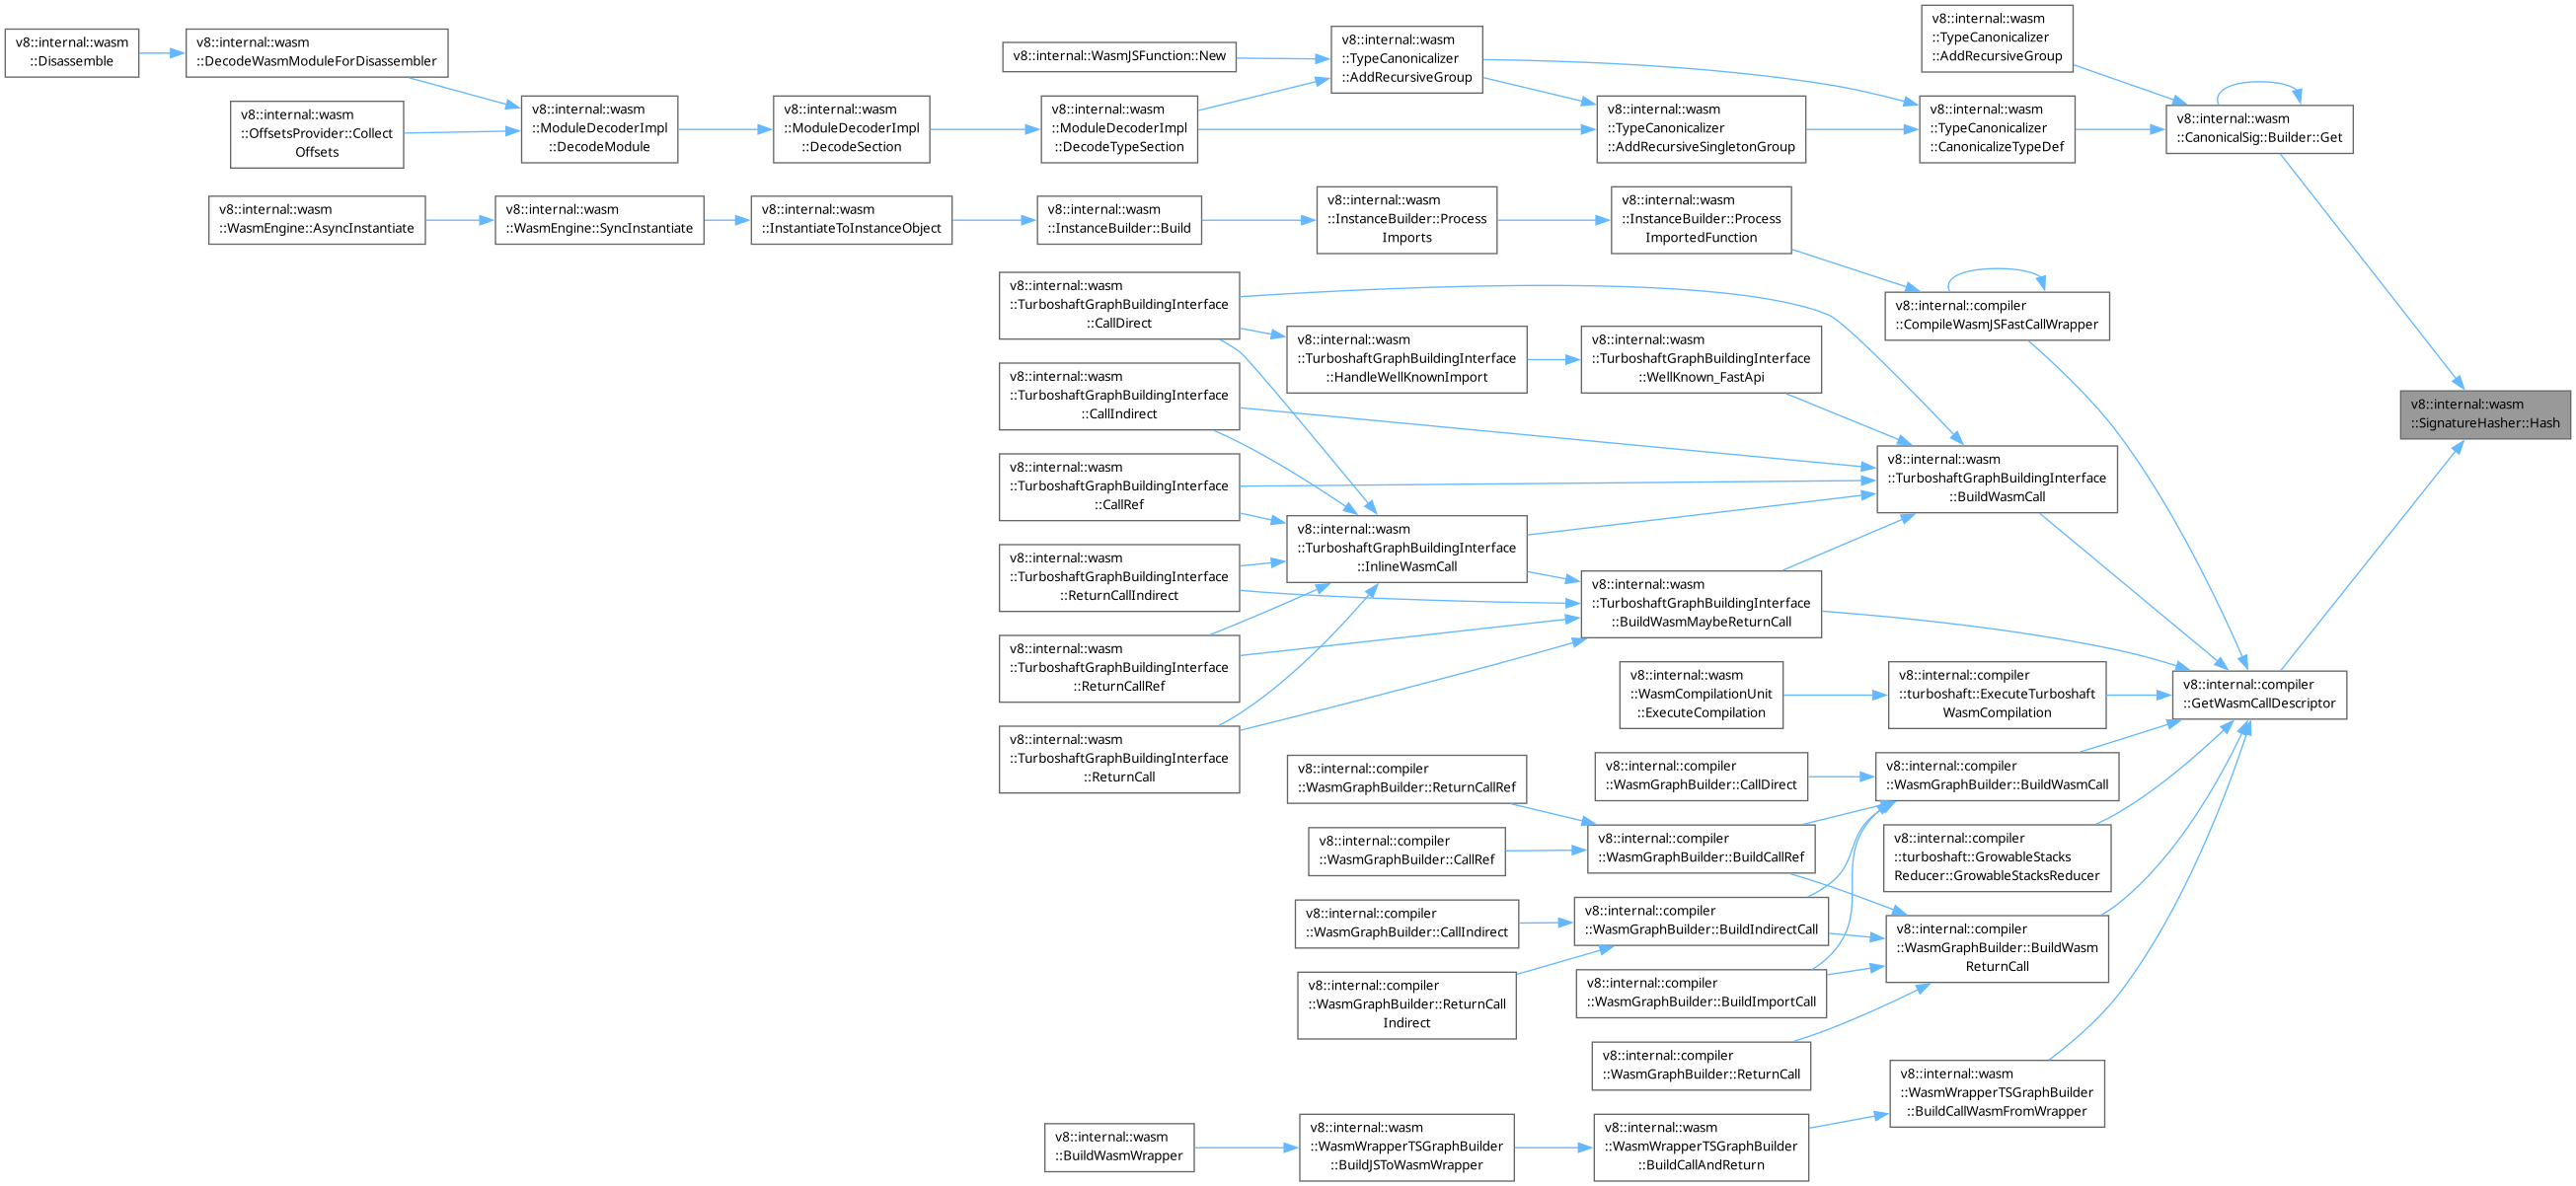 v8::internal::wasm
::Disassemble
v8::internal::wasm
::DecodeWasmModuleForDisassembler
v8::internal::wasm
::OffsetsProvider::Collect
Offsets
v8::internal::wasm
::ModuleDecoderImpl
::DecodeModule
v8::internal::wasm
::ModuleDecoderImpl
::DecodeSection
v8::internal::WasmJSFunction::New
v8::internal::wasm
::ModuleDecoderImpl
::DecodeTypeSection
v8::internal::wasm
::TypeCanonicalizer
::AddRecursiveGroup
v8::internal::wasm
::TypeCanonicalizer
::AddRecursiveSingletonGroup
v8::internal::wasm
::TypeCanonicalizer
::AddRecursiveGroup
v8::internal::wasm
::TypeCanonicalizer
::CanonicalizeTypeDef
v8::internal::wasm
::CanonicalSig::Builder::Get
v8::internal::wasm
::WasmEngine::AsyncInstantiate
v8::internal::wasm
::WasmEngine::SyncInstantiate
v8::internal::wasm
::InstantiateToInstanceObject
v8::internal::wasm
::InstanceBuilder::Build
v8::internal::wasm
::InstanceBuilder::Process
Imports
v8::internal::wasm
::InstanceBuilder::Process
ImportedFunction
v8::internal::compiler
::CompileWasmJSFastCallWrapper
v8::internal::wasm
::TurboshaftGraphBuildingInterface
::CallDirect
v8::internal::wasm
::TurboshaftGraphBuildingInterface
::HandleWellKnownImport
v8::internal::wasm
::TurboshaftGraphBuildingInterface
::WellKnown_FastApi
v8::internal::wasm
::TurboshaftGraphBuildingInterface
::CallIndirect
v8::internal::wasm
::SignatureHasher::Hash
v8::internal::wasm
::TurboshaftGraphBuildingInterface
::CallRef
v8::internal::wasm
::TurboshaftGraphBuildingInterface
::BuildWasmCall
v8::internal::wasm
::TurboshaftGraphBuildingInterface
::InlineWasmCall
v8::internal::wasm
::TurboshaftGraphBuildingInterface
::ReturnCallIndirect
v8::internal::wasm
::TurboshaftGraphBuildingInterface
::BuildWasmMaybeReturnCall
v8::internal::wasm
::TurboshaftGraphBuildingInterface
::ReturnCallRef
v8::internal::wasm
::WasmCompilationUnit
::ExecuteCompilation
v8::internal::compiler
::turboshaft::ExecuteTurboshaft
WasmCompilation
v8::internal::compiler
::GetWasmCallDescriptor
v8::internal::wasm
::TurboshaftGraphBuildingInterface
::ReturnCall
v8::internal::compiler
::WasmGraphBuilder::ReturnCallRef
v8::internal::compiler
::WasmGraphBuilder::CallDirect
v8::internal::compiler
::WasmGraphBuilder::BuildWasmCall
v8::internal::compiler
::WasmGraphBuilder::CallRef
v8::internal::compiler
::WasmGraphBuilder::BuildCallRef
v8::internal::compiler
::turboshaft::GrowableStacks
Reducer::GrowableStacksReducer
v8::internal::compiler
::WasmGraphBuilder::CallIndirect
v8::internal::compiler
::WasmGraphBuilder::BuildIndirectCall
v8::internal::compiler
::WasmGraphBuilder::BuildWasm
ReturnCall
v8::internal::compiler
::WasmGraphBuilder::ReturnCall
Indirect
v8::internal::compiler
::WasmGraphBuilder::BuildImportCall
v8::internal::compiler
::WasmGraphBuilder::ReturnCall
v8::internal::wasm
::WasmWrapperTSGraphBuilder
::BuildCallWasmFromWrapper
v8::internal::wasm
::BuildWasmWrapper
v8::internal::wasm
::WasmWrapperTSGraphBuilder
::BuildJSToWasmWrapper
v8::internal::wasm
::WasmWrapperTSGraphBuilder
::BuildCallAndReturn